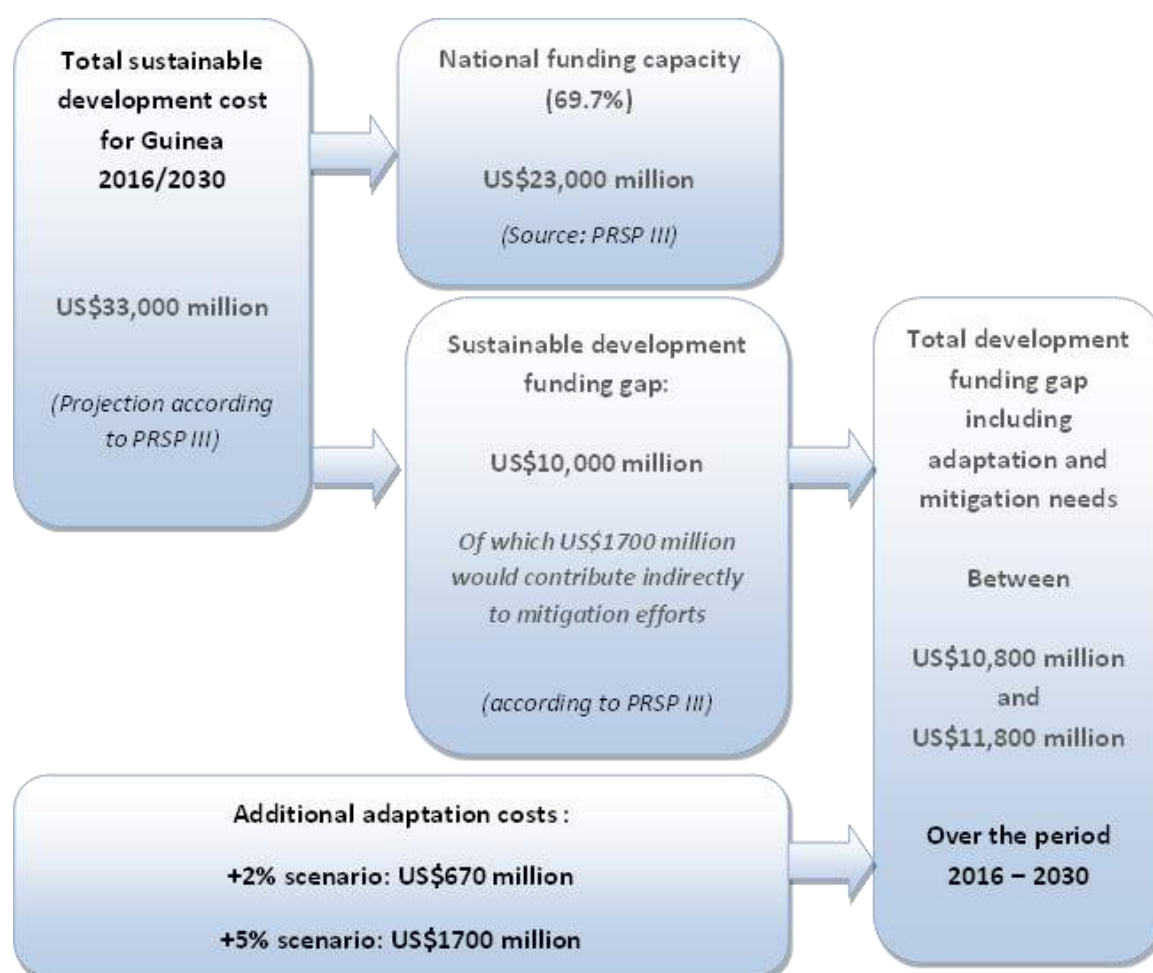 Total sustainable
development cost
for Guinea
2016/2030
US$33,000 million
(Projection according
to PRSP III)
National funding capacity
(69.7%)
US$23,000 million
(Source: PRSP III)
Sustainable development
funding gap:
US$10,000 million
Of which US$1700 million
would contribute indirectly
to mitigation efforts
(according to PRSP III)
Total development
funding gap
including
adaptation and
mitigation needs
Between
US$10,800 million
and
US$11,800 million
Over the period
2016 – 2030
Additional adaptation costs :
+2% scenario: US$670 million
+5% scenario: US$1700 million